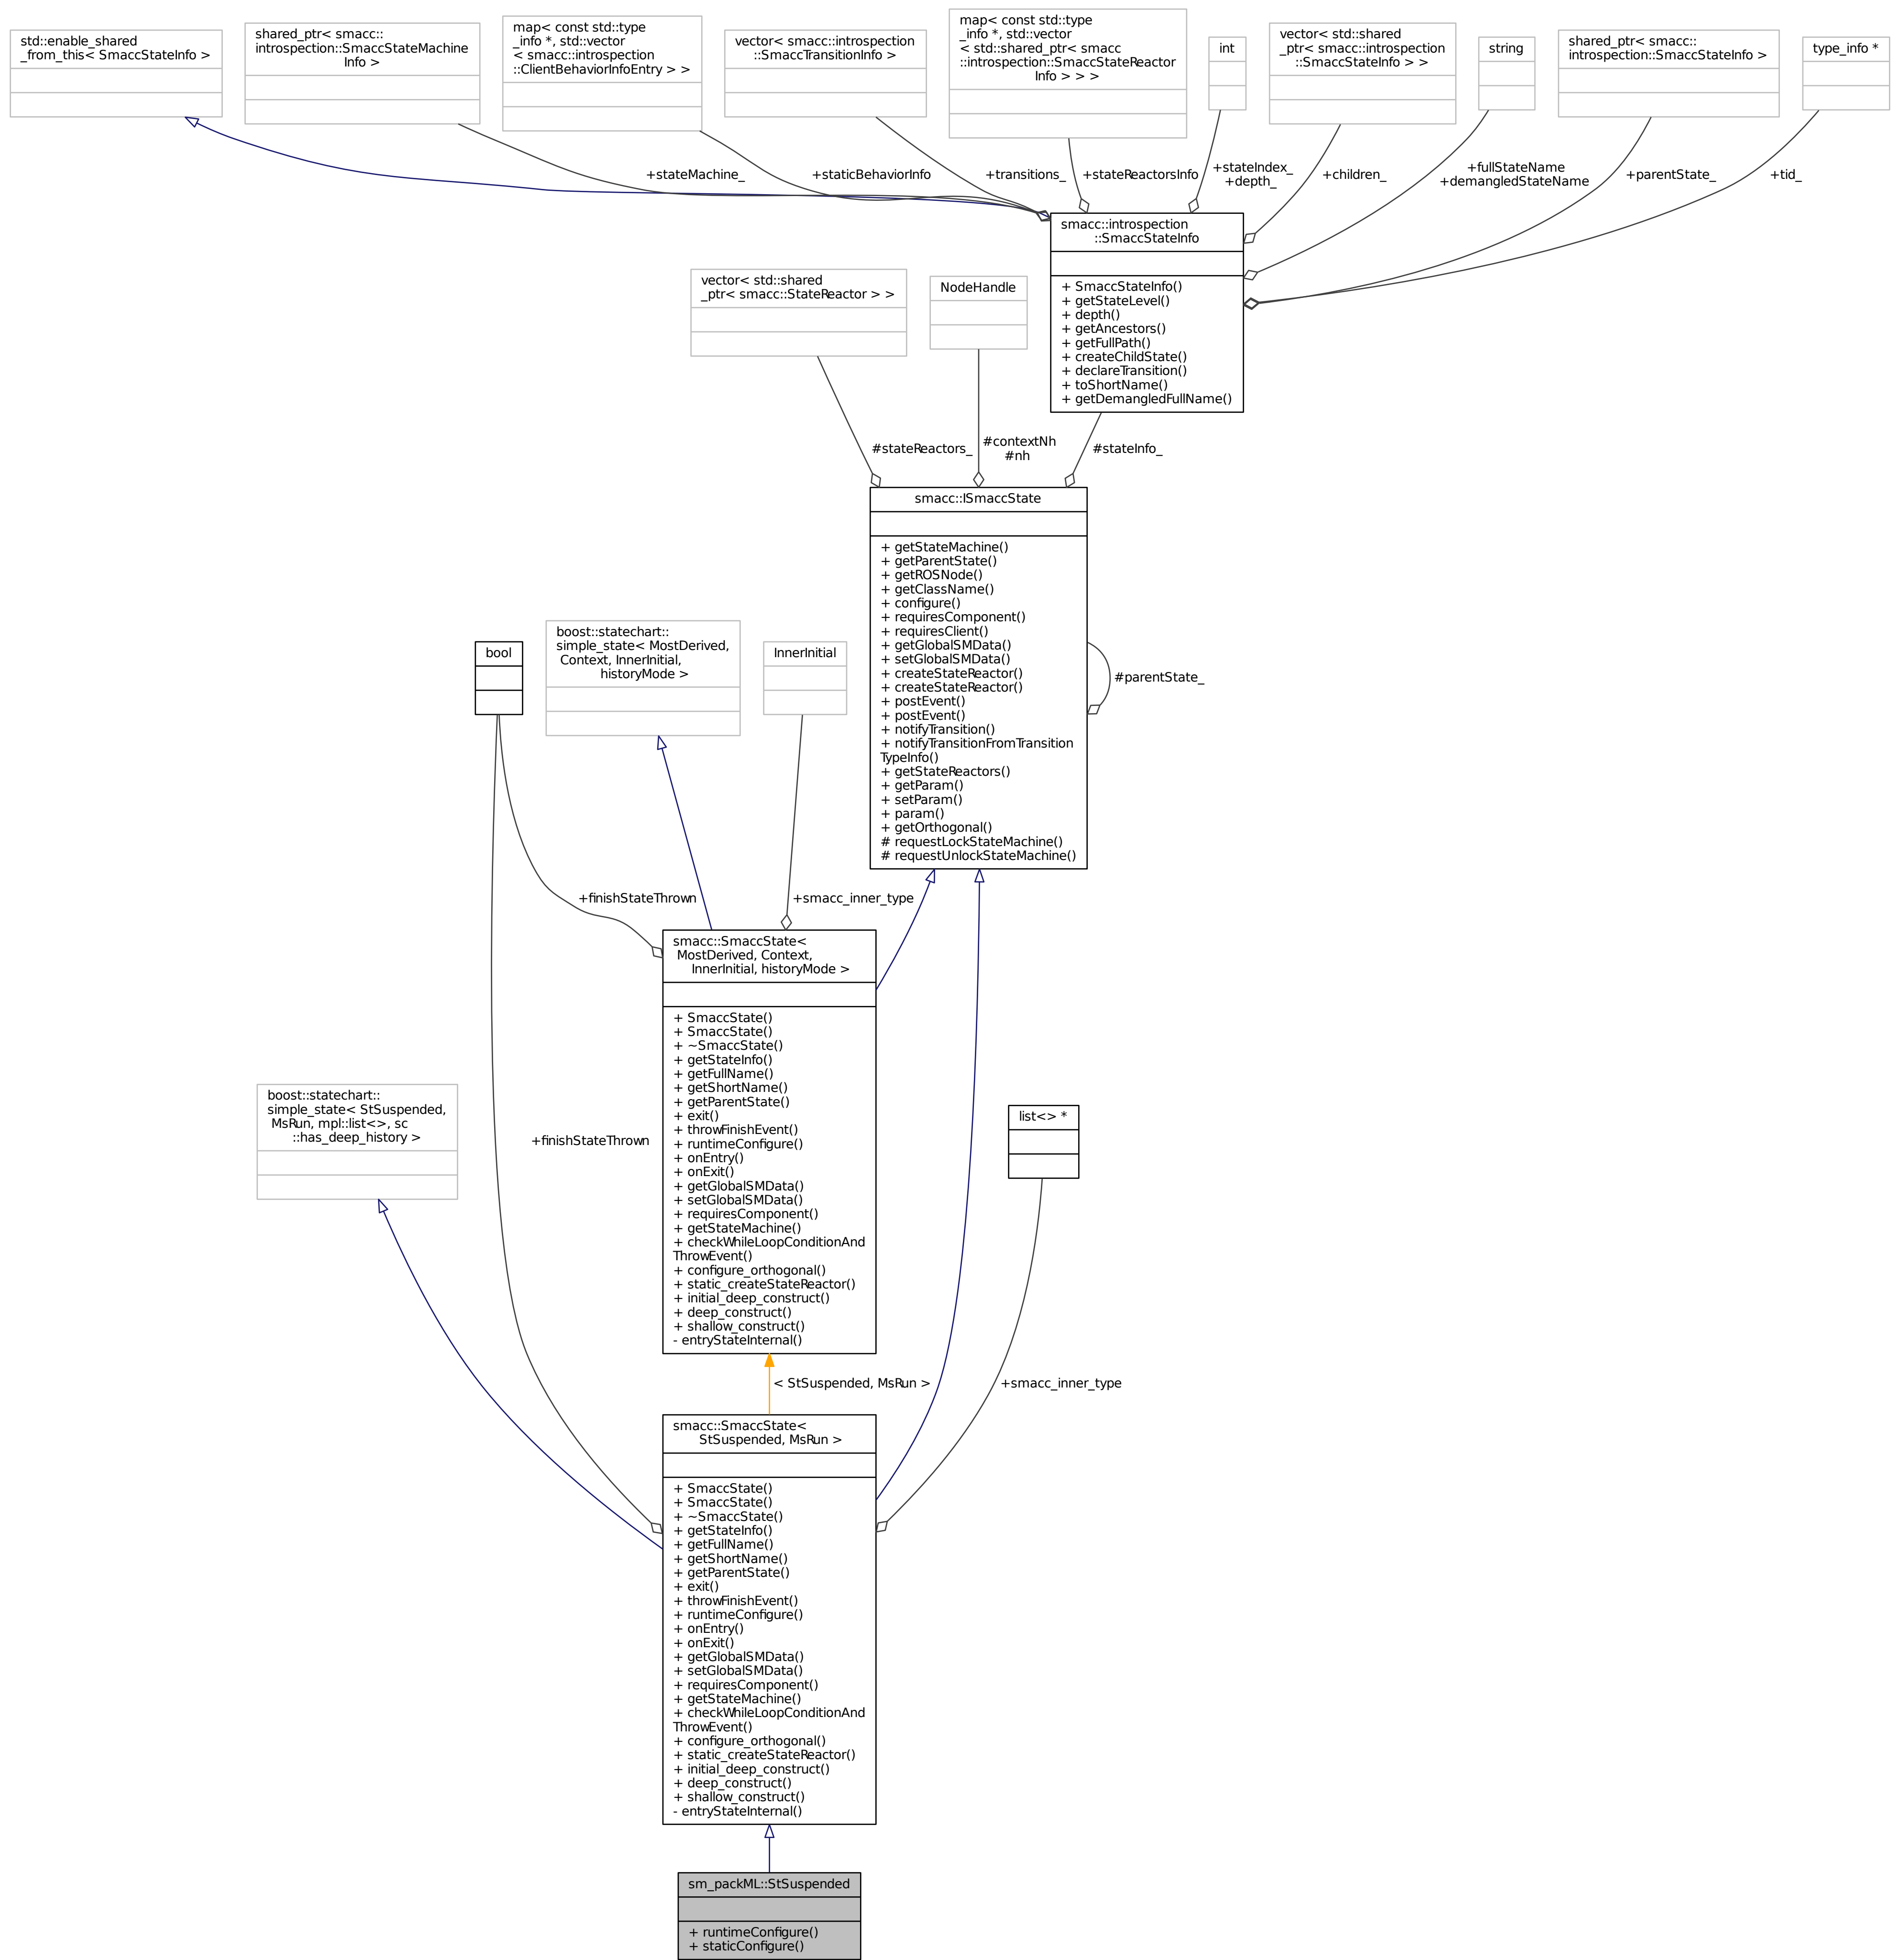 std::enable_shared
_from_this< SmaccStateInfo >
shared_ptr< smacc::
introspection::SmaccStateMachine
Info >
map< const std::type
_info *, std::vector
< smacc::introspection
::ClientBehaviorInfoEntry > >
vector< smacc::introspection
::SmaccTransitionInfo >
map< const std::type
_info *, std::vector
< std::shared_ptr< smacc
::introspection::SmaccStateReactor
Info > > >
int
vector< std::shared
_ptr< smacc::introspection
::SmaccStateInfo > >
string
shared_ptr< smacc::
introspection::SmaccStateInfo >
type_info *
+stateMachine_
+staticBehaviorInfo
+transitions_
+stateReactorsInfo
+stateIndex_
+depth_
+children_
+fullStateName
+demangledStateName
+parentState_
+tid_
smacc::introspection
::SmaccStateInfo
+ SmaccStateInfo()
+ getStateLevel()
+ depth()
+ getAncestors()
+ getFullPath()
+ createChildState()
+ declareTransition()
+ toShortName()
+ getDemangledFullName()
vector< std::shared
_ptr< smacc::StateReactor > >
NodeHandle
#stateReactors_
#contextNh
#nh
#stateInfo_
smacc::ISmaccState
+ getStateMachine()
+ getParentState()
+ getROSNode()
+ getClassName()
+ configure()
+ requiresComponent()
+ requiresClient()
+ getGlobalSMData()
+ setGlobalSMData()
+ createStateReactor()
+ createStateReactor()
+ postEvent()
+ postEvent()
+ notifyTransition()
+ notifyTransitionFromTransition
TypeInfo()
+ getStateReactors()
+ getParam()
+ setParam()
+ param()
+ getOrthogonal()
# requestLockStateMachine()
# requestUnlockStateMachine()
#parentState_
bool
boost::statechart::
simple_state< MostDerived,
Context, InnerInitial,
historyMode >
InnerInitial
+finishStateThrown
+smacc_inner_type
smacc::SmaccState<
MostDerived, Context,
InnerInitial, historyMode >
+ SmaccState()
+ SmaccState()
+ ~SmaccState()
+ getStateInfo()
+ getFullName()
+ getShortName()
+ getParentState()
+ exit()
+ throwFinishEvent()
+ runtimeConfigure()
+ onEntry()
+ onExit()
+ getGlobalSMData()
+ setGlobalSMData()
+ requiresComponent()
+ getStateMachine()
+ checkWhileLoopConditionAnd
ThrowEvent()
+ configure_orthogonal()
+ static_createStateReactor()
+ initial_deep_construct()
+ deep_construct()
+ shallow_construct()
- entryStateInternal()
boost::statechart::
simple_state< StSuspended,
MsRun, mpl::list<>, sc
::has_deep_history >
+finishStateThrown
list<> *
< StSuspended, MsRun >
+smacc_inner_type
smacc::SmaccState<
StSuspended, MsRun >
+ SmaccState()
+ SmaccState()
+ ~SmaccState()
+ getStateInfo()
+ getFullName()
+ getShortName()
+ getParentState()
+ exit()
+ throwFinishEvent()
+ runtimeConfigure()
+ onEntry()
+ onExit()
+ getGlobalSMData()
+ setGlobalSMData()
+ requiresComponent()
+ getStateMachine()
+ checkWhileLoopConditionAnd
ThrowEvent()
+ configure_orthogonal()
+ static_createStateReactor()
+ initial_deep_construct()
+ deep_construct()
+ shallow_construct()
- entryStateInternal()
sm_packML::StSuspended
+ runtimeConfigure()
+ staticConfigure()